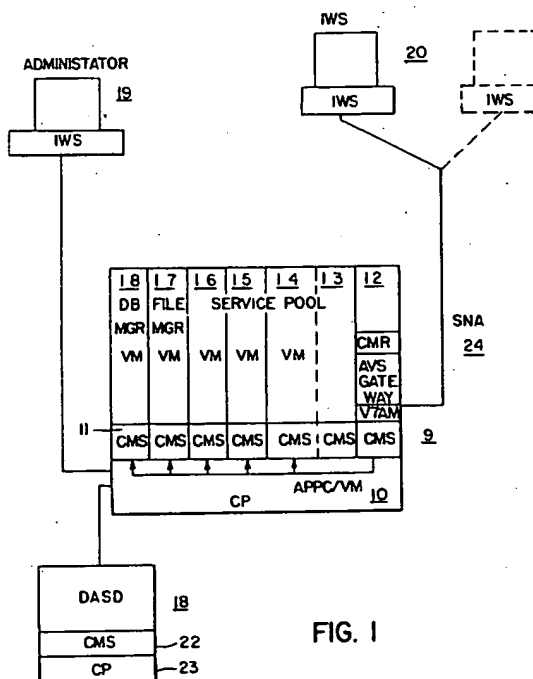 IWS
20
ADMINISTATOR
19
IWS
IWS
IWS
18 17 16 15 14 13 12
DB FILE SERVICE POOL
MGR MGR
VM VM VM VM VM
CMR
AVS
GATE
WAY
VTAM
SNA
24
11
CMS CMS CMS CMS CMS CMS CMS
9
APPC/VM
CP
10
DASD
18
CMS
22
CP
23
FIG. 1